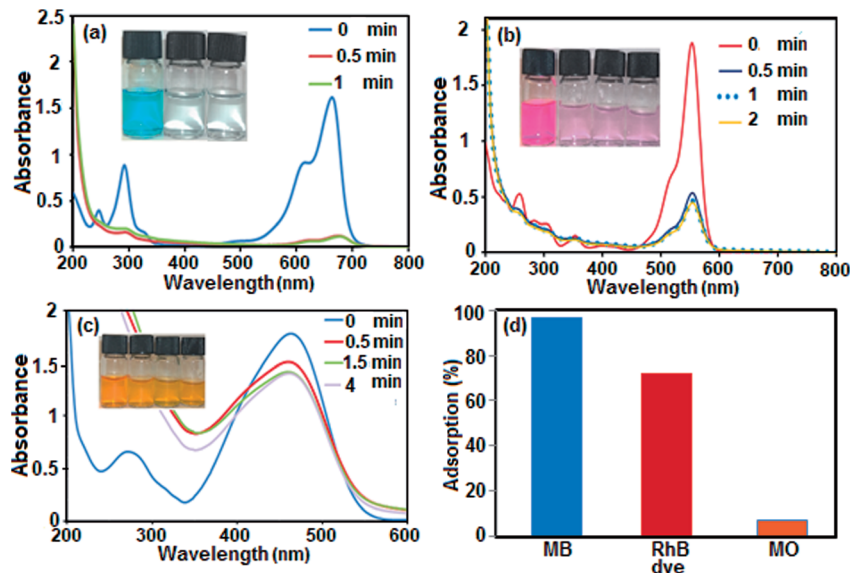 (a)
0 min
0.5 min
1 min
2.5
2
1.5
1
0.5
0
Absorbance
200 300 400 500 600 700 800
Wavelength (nm)
(b)
0. min
0.5 min
1 min
2 min
2
1.5
1
0.5
0
Absorbance
200 300 400 500 600 700 800
Wavelength (nm)
(c)
0 min
0.5 min
1.5 min
4 min
2
1.5
1
0.5
0
Absorbance
200 300 400 500 600
Wavelength (nm)
(d)
100
80
60
40
20
0
Adsorption (%)
MB RhB MO
dye